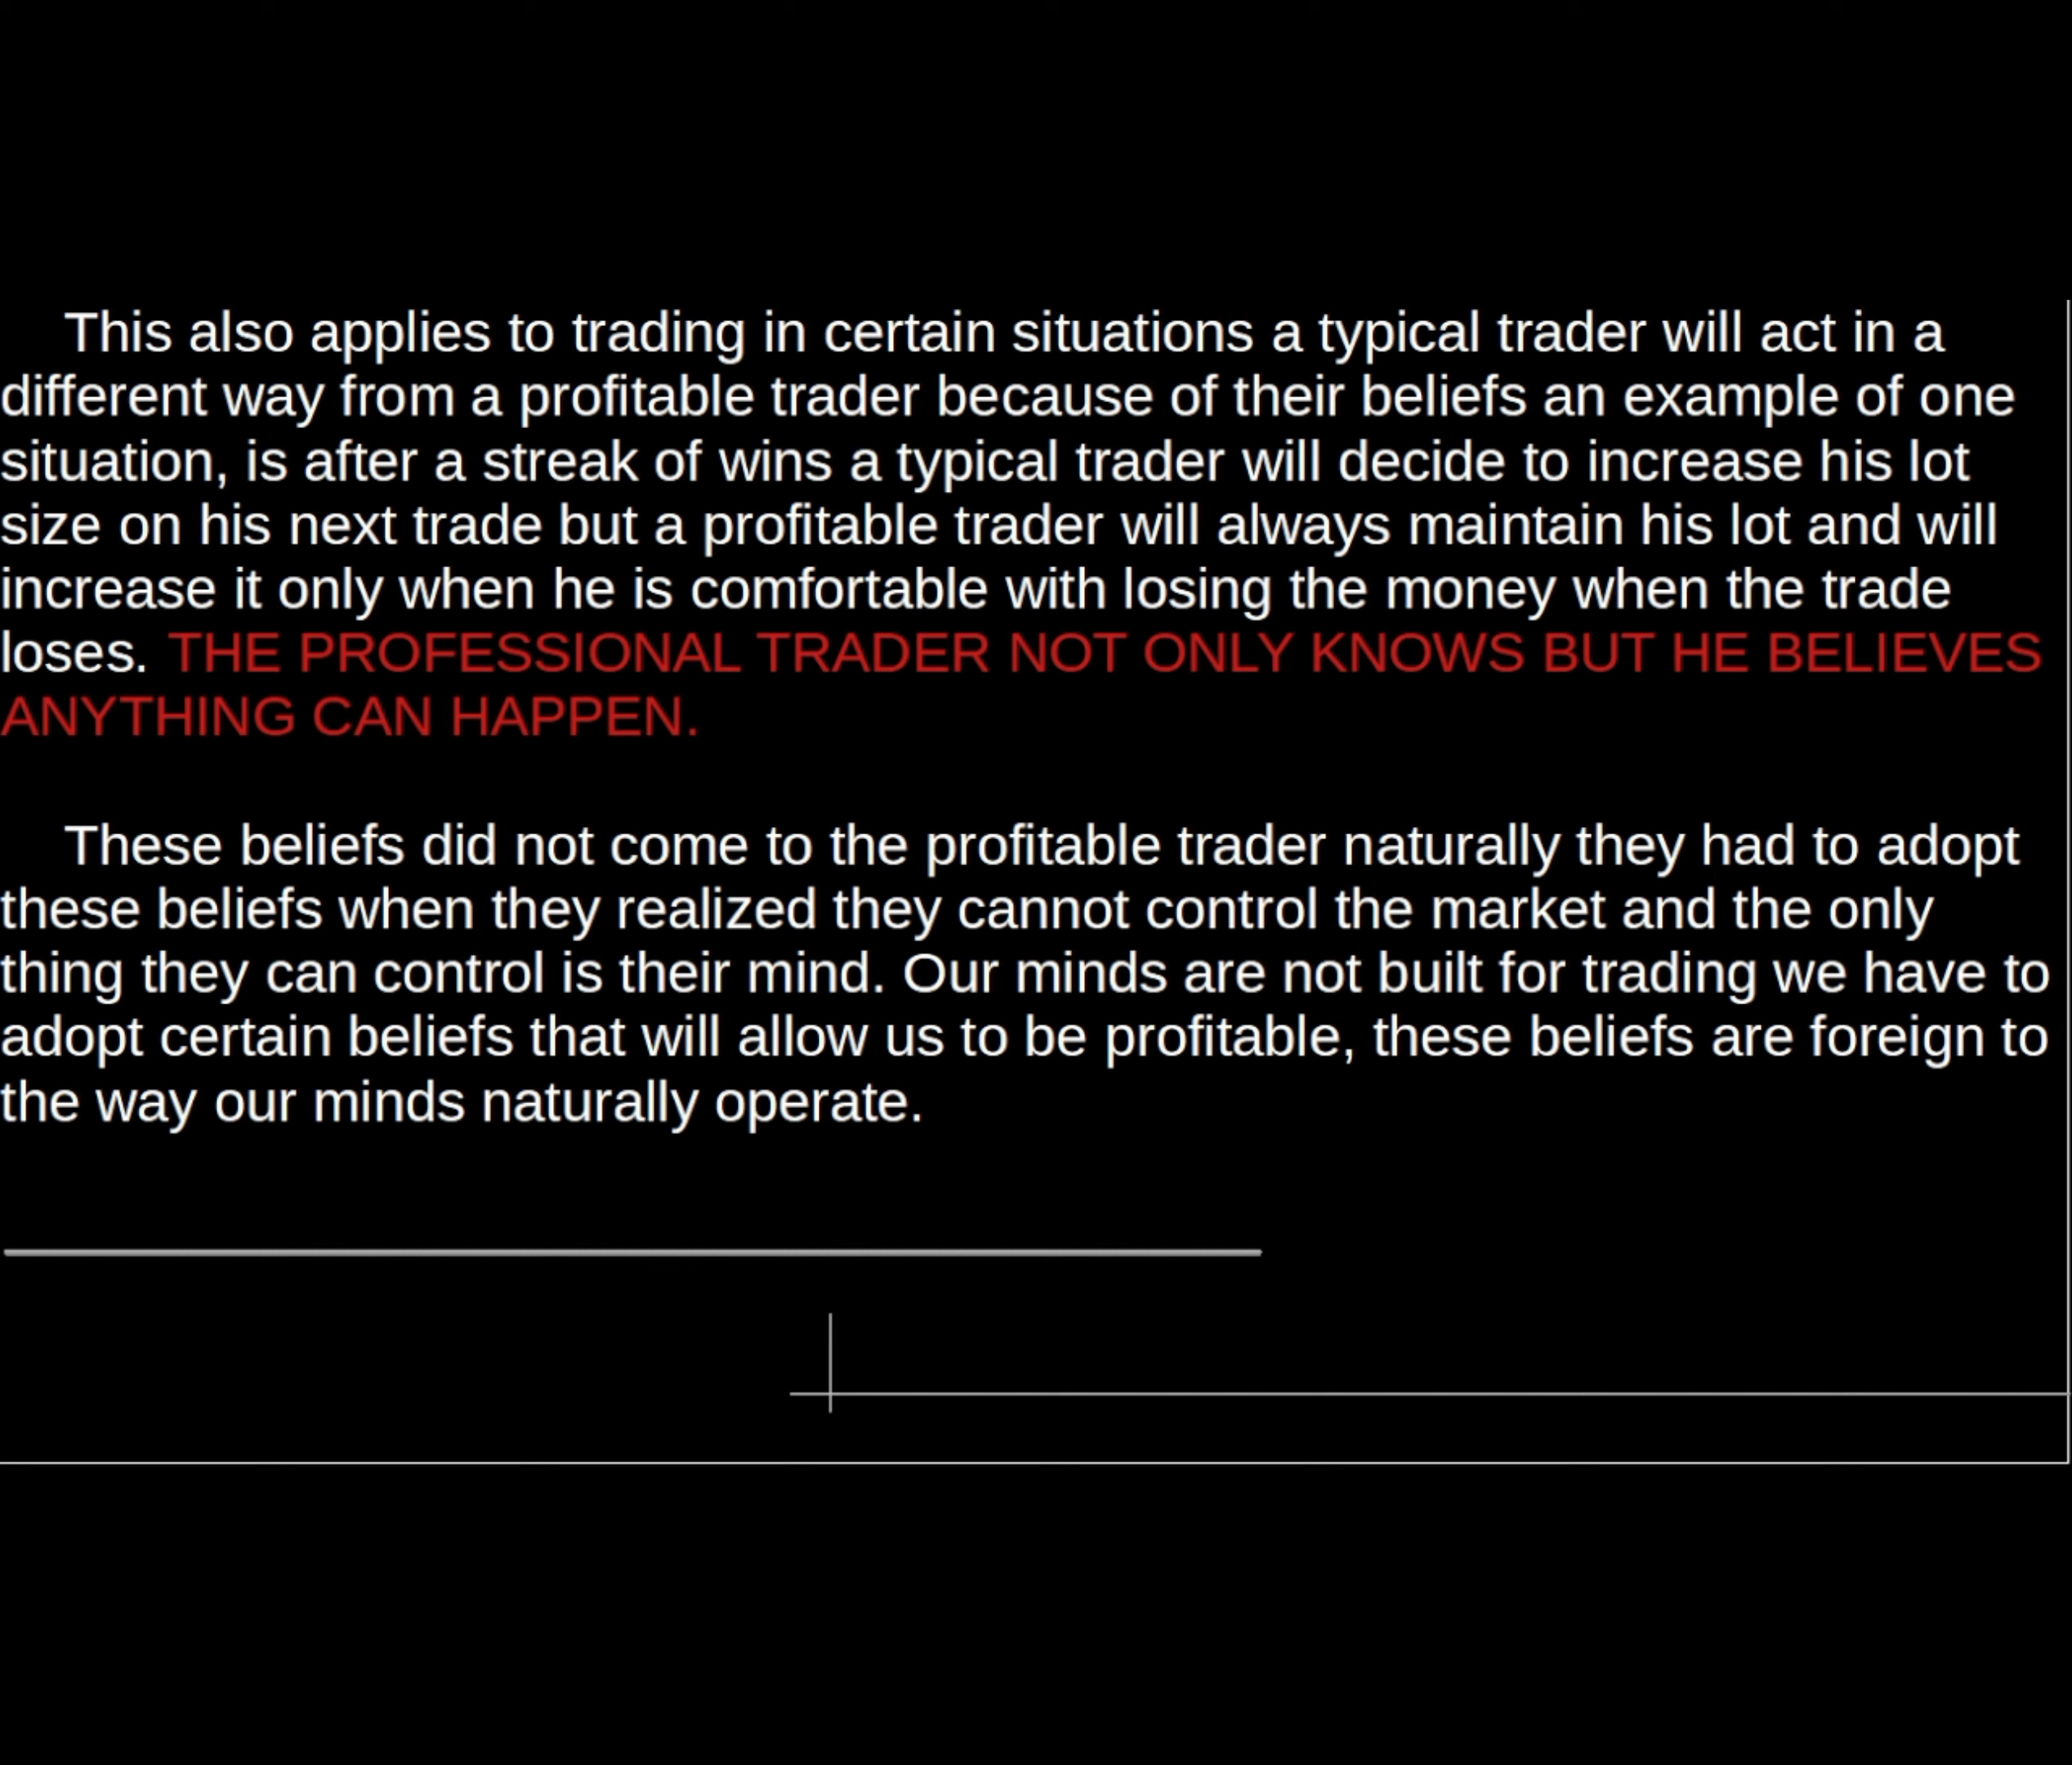 This also applies to trading in certain situations a typical trader will act in a
different way from a profitable trader because of their beliefs an example of one
situation, is after a streak of wins a typical trader will decide to increase his lot
size on his next trade but a profitable trader will always maintain his lot and will
increase it only when he is comfortable with losing the money when the trade
loses. THE PROFESSIONAL TRADER NOT ONLY KNOWS BUT HE BELIEVES
ANYTHING CAN HAPPEN.
These beliefs did not come to the profitable trader naturally they had to adopt
these beliefs when they realized they cannot control the market and the only
thing they can control is their mind. Our minds are not built for trading we have to
adopt certain beliefs that will allow us to be profitable, these beliefs are foreign to
the way our minds naturally operate.